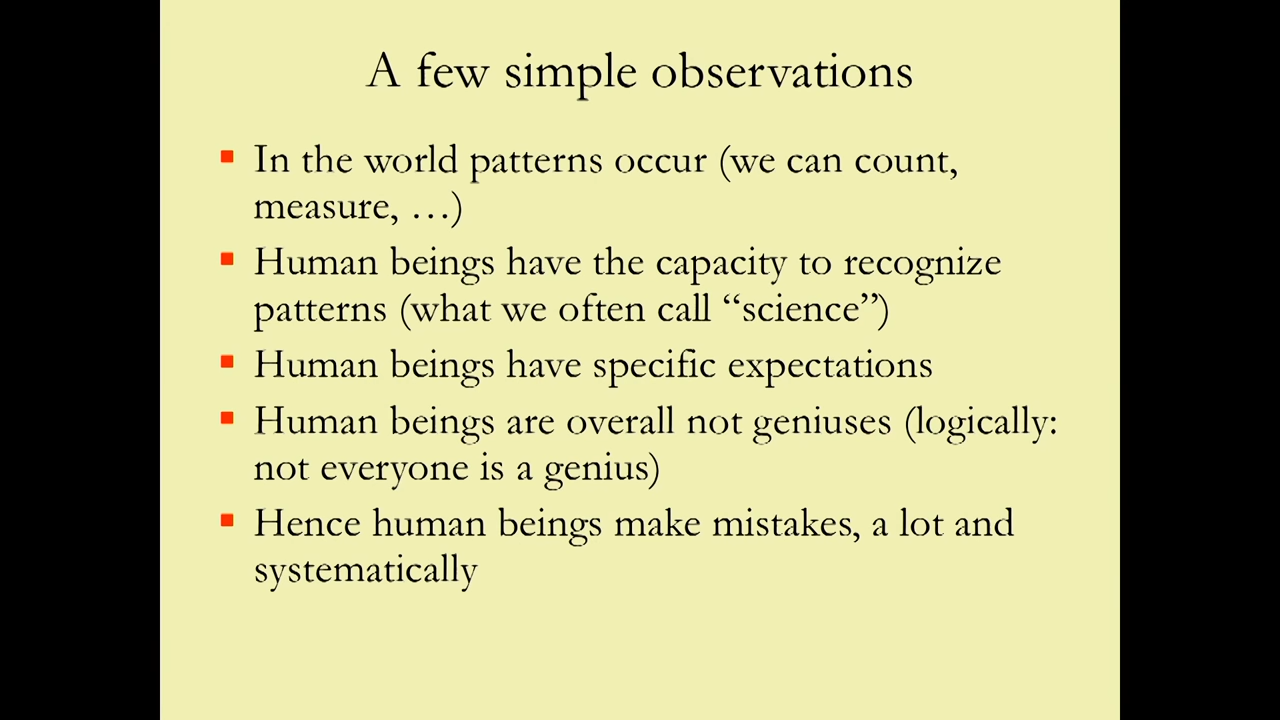 A few simple observations
In the world patterns occur (we can count,
measure, …)
Human beings have the capacity to recognize
patterns (what we often call “science”)
Human beings have specific expectations
Human beings are overall not geniuses (logically:
not everyone is a genius)
Hence human beings make mistakes, a lot and
systematically